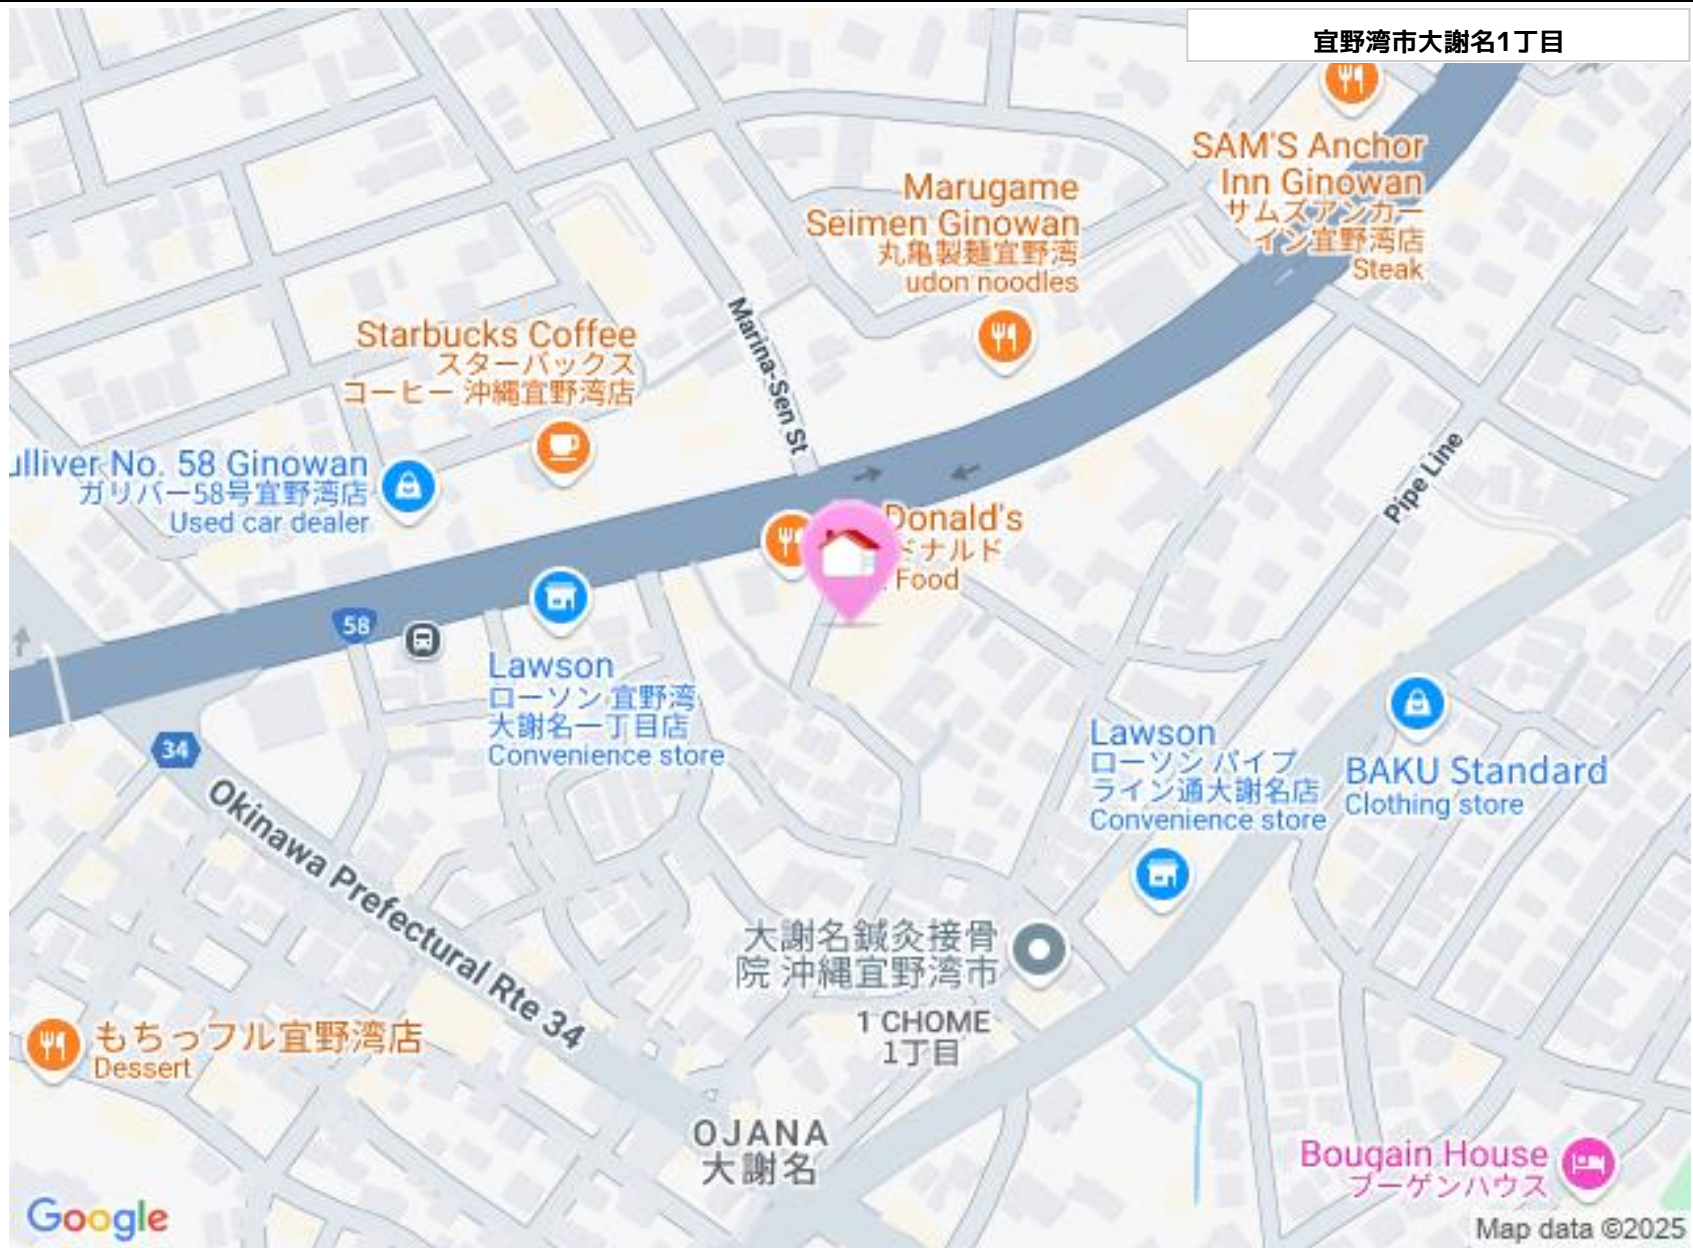 宜野湾市大謝名1丁目
SAM'S Anchor
Inn Ginowan
サムズアンカー
イン宜野湾店
Steak
Marugame
Seimen Ginowan
丸亀製麺宜野湾
udon noodles
Marina-Sen St
Starbucks Coffee
スターバックス
コーヒー 沖縄宜野湾店
ulliver No. 58 Ginowan
ガリバー58号宜野湾店
Used car dealer
Pipe Line
Donald's
ドナルド
Food
58
Lawson
ローソン 宜野湾
大謝名一丁目店
Convenience store
34
Okinawa Prefectural Rte 34
Lawson
ローソン パイプ
ライン通大謝名店
Convenience store
BAKU Standard
Clothing store
大謝名鍼灸接骨
院 沖縄宜野湾市
1 CHOME
1丁目
もちっフル宜野湾店
Dessert
OJANA
大謝名
Bougain House
ブーゲンハウス
Google
Map data ©2025